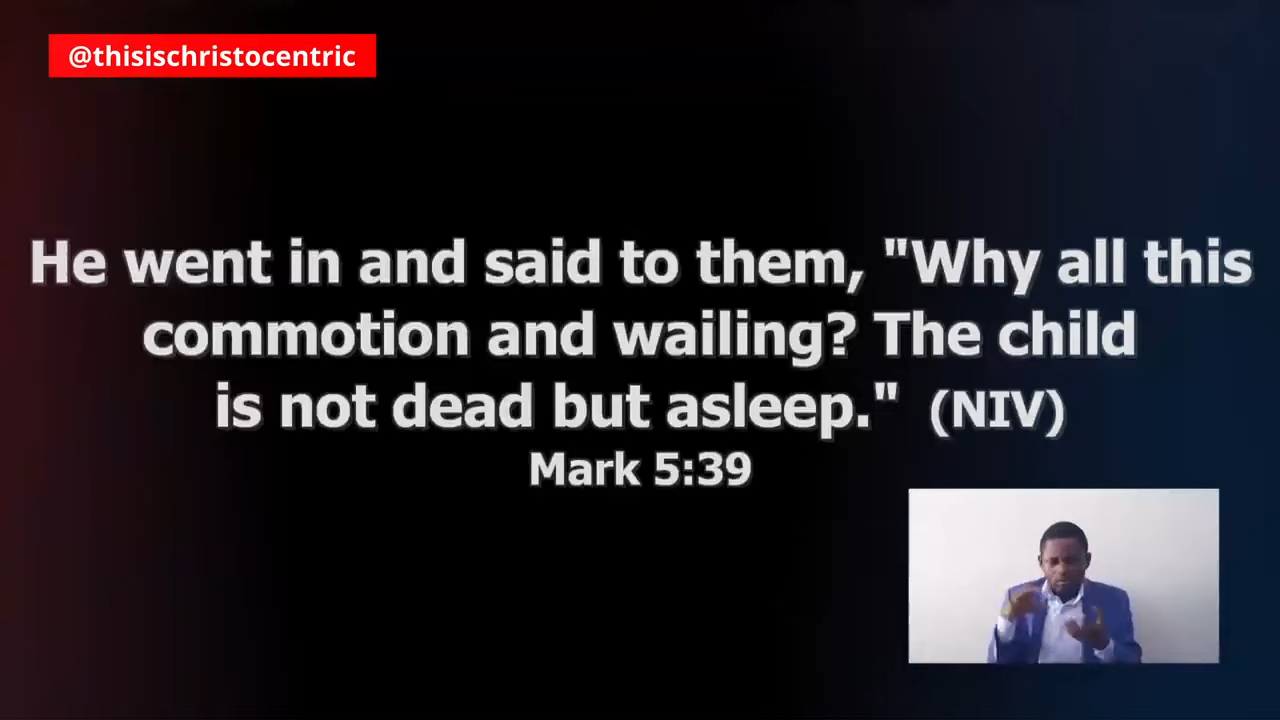 @thisischristocentric
He went in and said to them, "Why all this
commotion and wailing? The child
is not dead but asleep." (NIV)
Mark 5:39